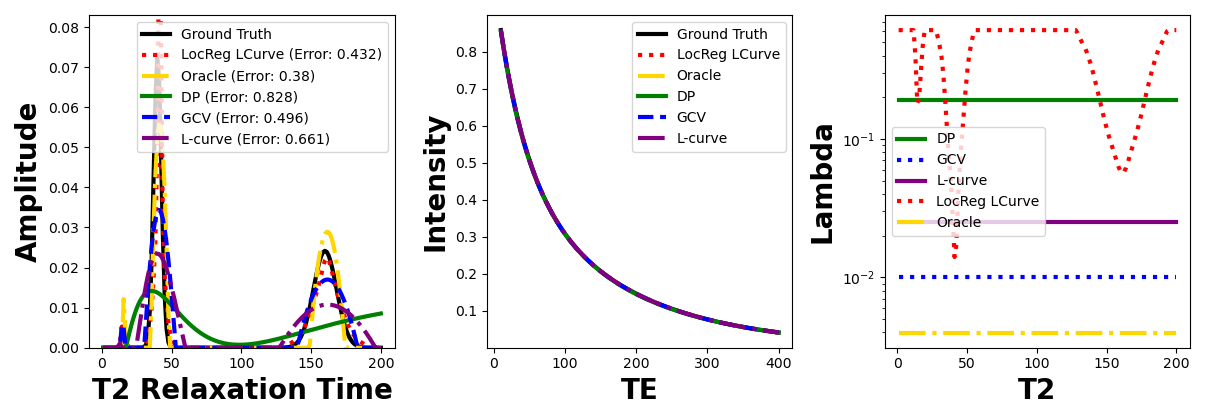 Amplitude
0.08
0.07
0.06
0.05
0.04
0.03
0.02
0.01
0.00
Ground Truth
LocReg LCurve (Error: 0.432)
Oracle (Error: 0.38)
DP (Error: 0.828)
GCV (Error: 0.496)
L-curve (Error: 0.661)
0 50 100 150 200
T2 Relaxation Time
Intensity
0.8
0.7
0.6
0.5
0.4
0.3
0.2
0.1
Ground Truth
LocReg LCurve
Oracle
DP
GCV
L-curve
0 100 200 300 400
TE
Lambda
10⁻¹
10⁻²
DP
GCV
L-curve
LocReg LCurve
Oracle
0 50 100 150 200
T2